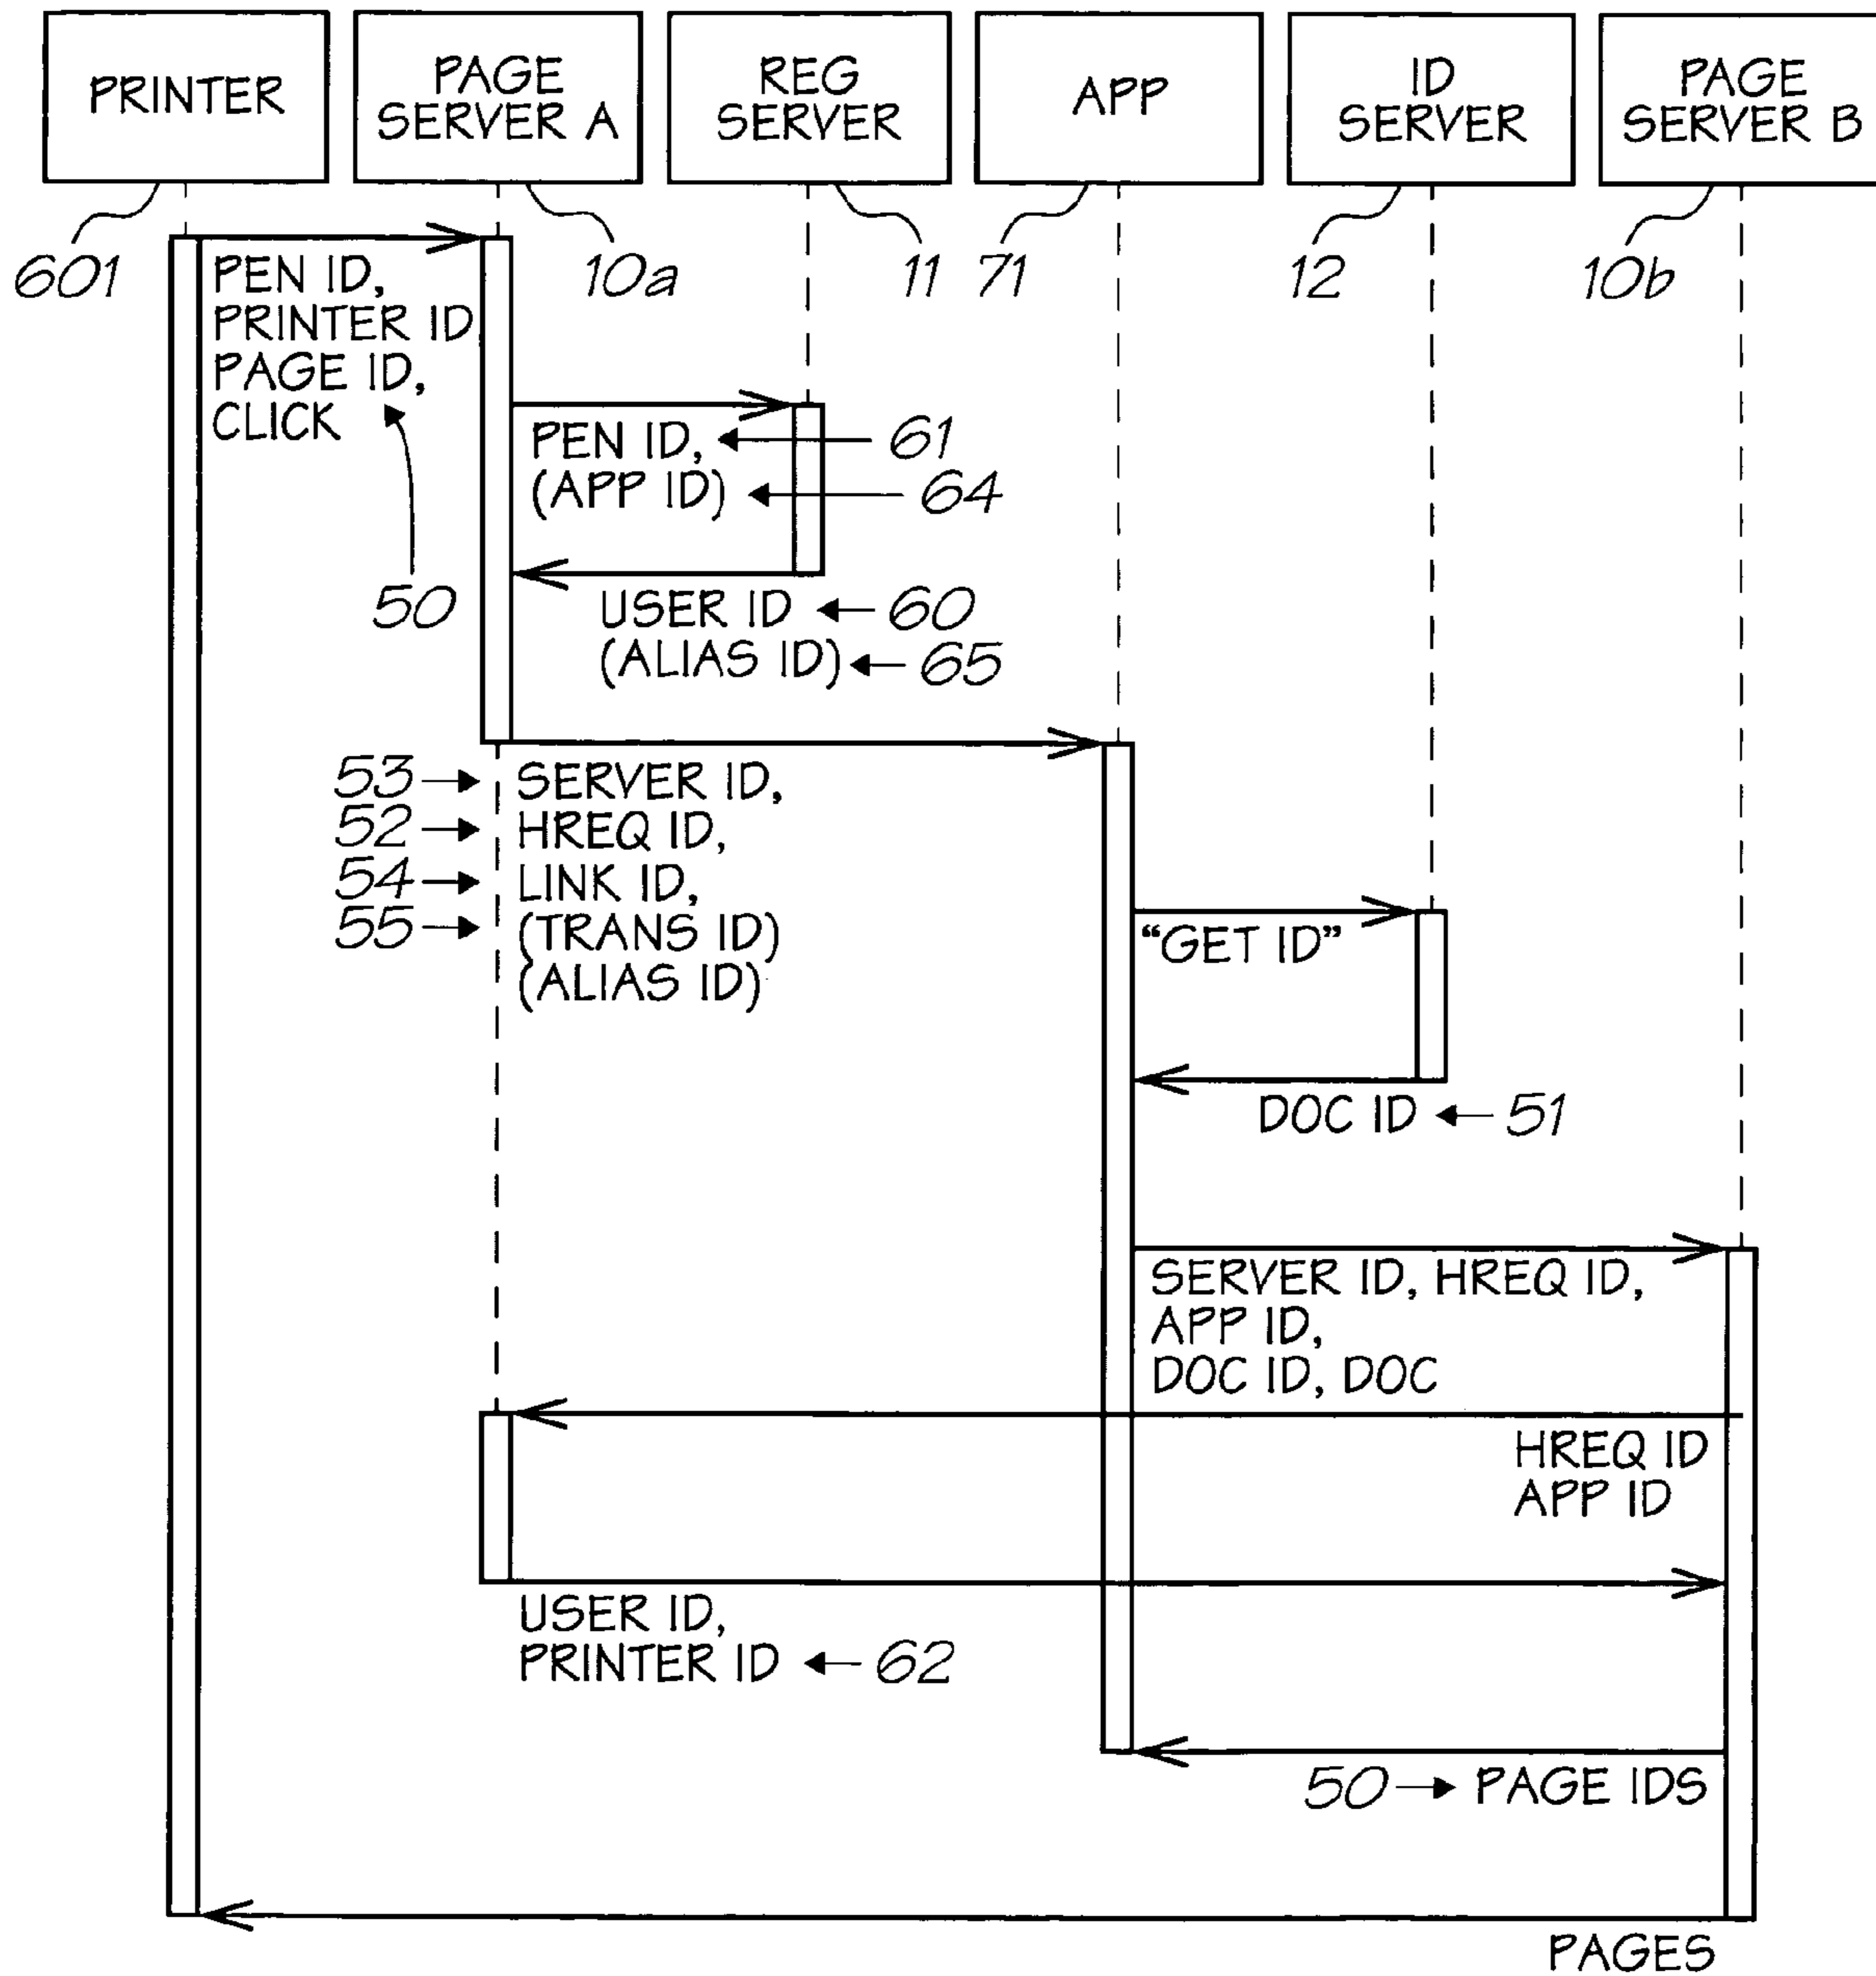 PRINTER
PAGE
SERVER A
REG
SERVER
APP
ID
SERVER
PAGE
SERVER B
601
10a
11
71
12
10b
PEN ID,
PRINTER ID
PAGE ID,
CLICK
50
PEN ID,
(APP ID)
61
64
USER ID
(ALIAS ID)
60
65
53
52
54
55
SERVER ID,
HREQ ID,
LINK ID,
(TRANS ID)
(ALIAS ID)
“GET ID”
DOC ID
51
SERVER ID, HREQ ID,
APP ID,
DOC ID, DOC
HREQ ID
APP ID
USER ID,
PRINTER ID
62
50
PAGE IDS
PAGES